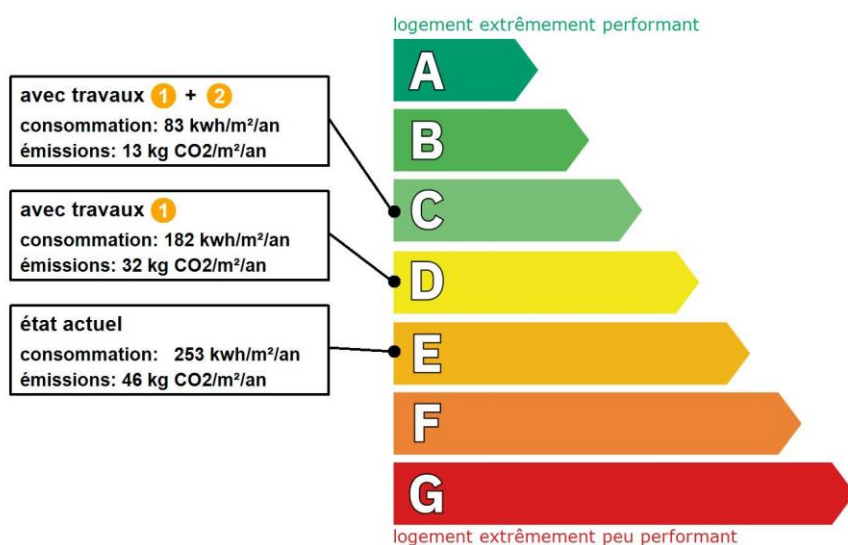 logement extrêmement performant
A
avec travaux 1 + 2
consommation: 83 kwh/m²/an
émissions: 13 kg CO2/m²/an
B
C
avec travaux 1
consommation: 182 kwh/m²/an
émissions: 32 kg CO2/m²/an
D
état actuel
consommation: 253 kwh/m²/an
émissions: 46 kg CO2/m²/an
E
F
G
logement extrêmement peu performant